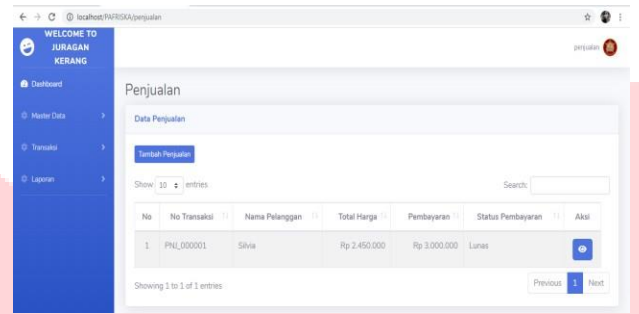 localhost/PAFRISKA/penjualan
WELCOME TO
JURAGAN
KERANG
penjualan
Dashboard
Master Data
Transaksi
Laporan
Penjualan
Data Penjualan
Tambah Penjualan
Show 10 entries
Search:
No No Transaksi Nama Pelanggan Total Harga Pembayaran Status Pembayaran Aksi
1 PNJ_000001 Silvia Rp 2.450.000 Rp 3.000.000 Lunas
Showing 1 to 1 of 1 entries
Previous 1 Next